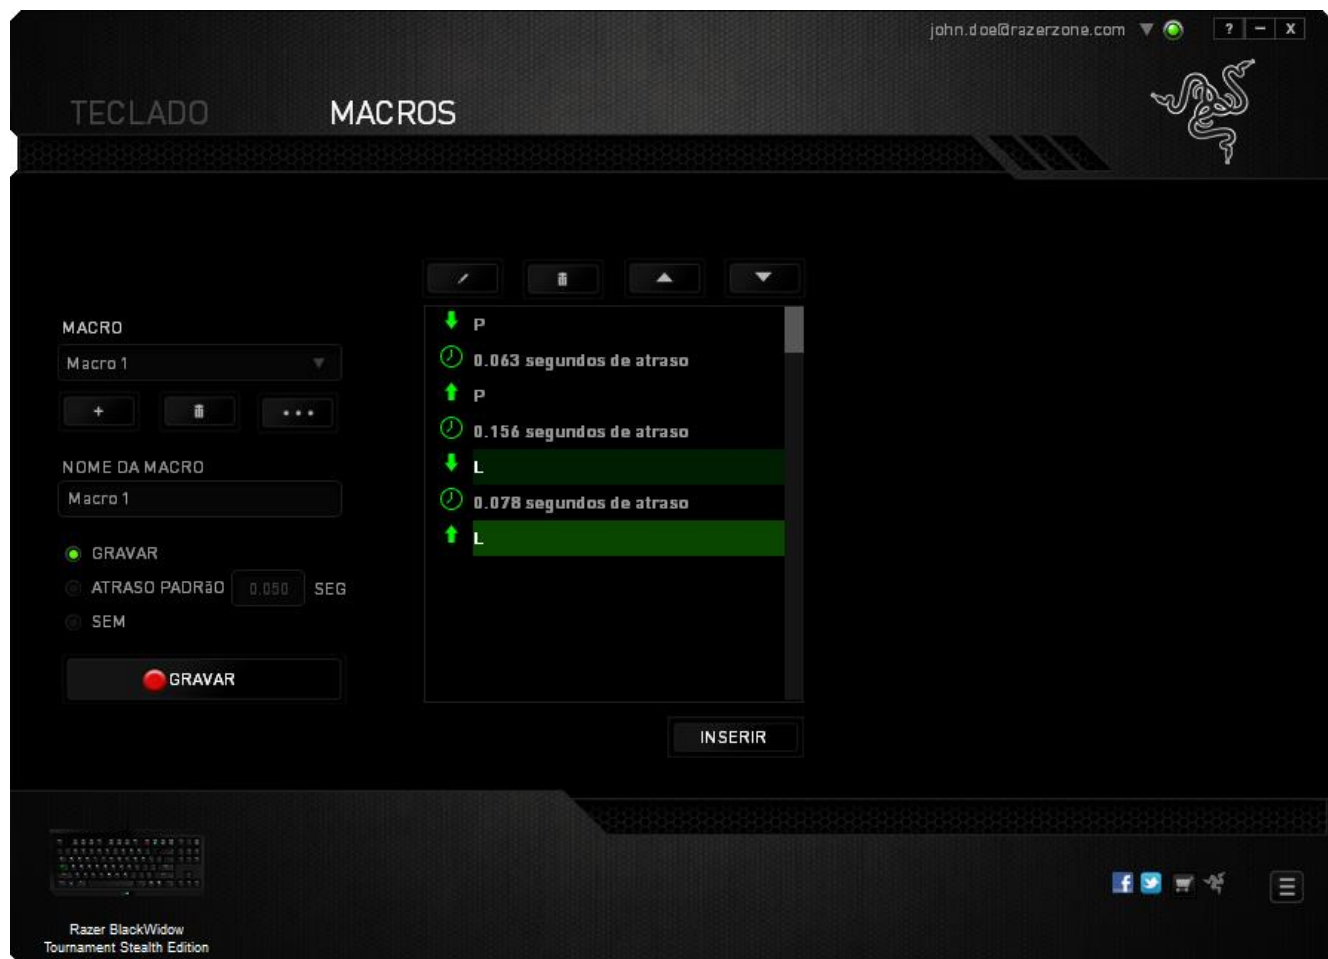 john.doe@razerzone.com
? – X
TECLADO MACROS
MACRO
Macro 1
+
NOME DA MACRO
Macro 1
GRAVAR
ATRASO PADRãO 0.050 SEG
SEM
GRAVAR
P
0.063 segundos de atraso
P
0.156 segundos de atraso
L
0.078 segundos de atraso
L
INSERIR
Razer BlackWidow
Tournament Stealth Edition